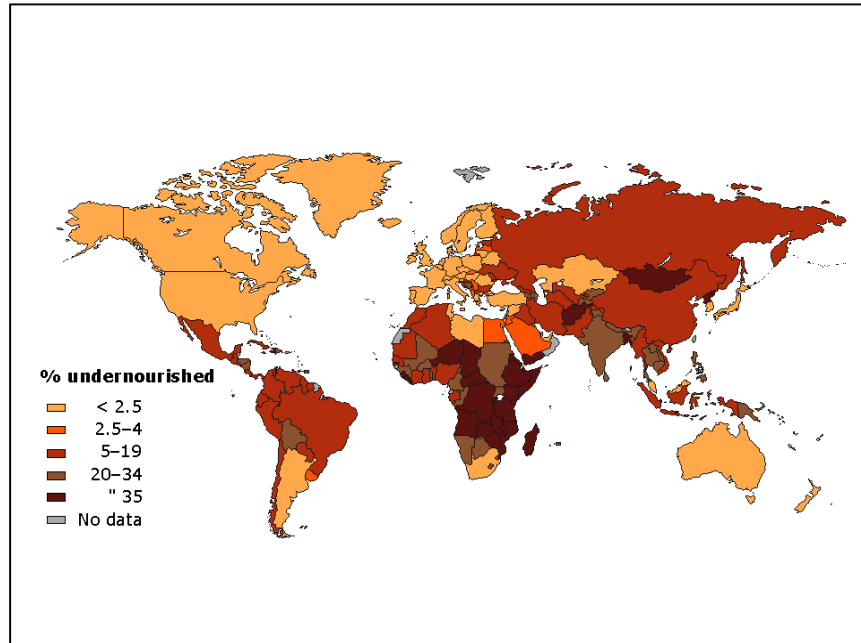 % undernourished
< 2.5
2.5–4
5–19
20–34
" 35
No data